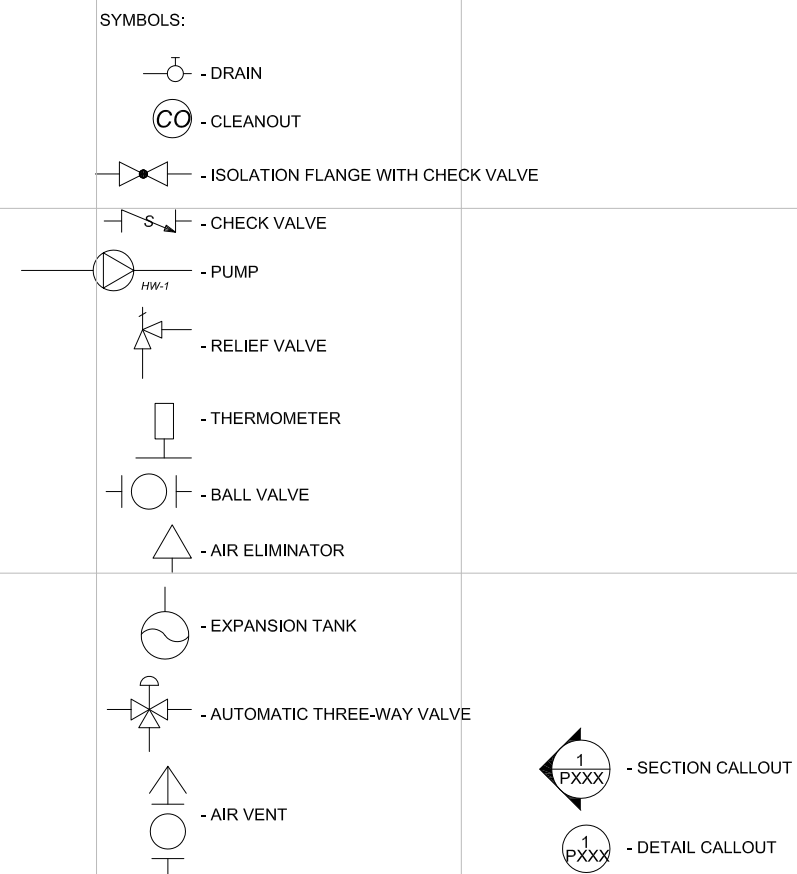 SYMBOLS:
- DRAIN
CO - CLEANOUT
- ISOLATION FLANGE WITH CHECK VALVE
S - CHECK VALVE
- PUMP
HW-1
- RELIEF VALVE
- THERMOMETER
- BALL VALVE
- AIR ELIMINATOR
- EXPANSION TANK
- AUTOMATIC THREE-WAY VALVE
- AIR VENT
1
PXXX
- SECTION CALLOUT
1
PXXX
- DETAIL CALLOUT